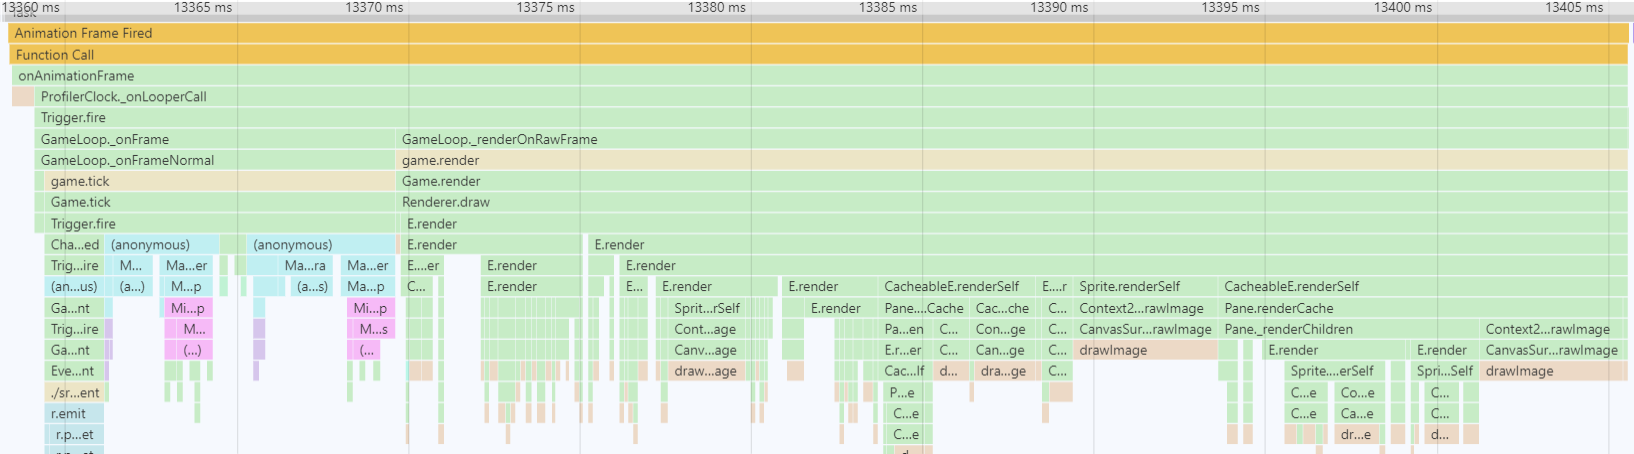 13360 ms 13365 ms 13370 ms 13375 ms 13380 ms 13385 ms 13390 ms 13395 ms 13400 ms 13405 ms
Task
Animation Frame Fired
Function Call
onAnimationFrame
ProfilerClock._onLooperCall
Trigger.fire
GameLoop._onFrame GameLoop._renderOnRawFrame
GameLoop._onFrameNormal game.render
game.tick Game.render
Game.tick Renderer.draw
Trigger.fire E.render
Cha...ed (anonymous) (anonymous) E.render E.render
Trig...ire M... Ma...er Ma...ra Ma...er E....er E.render E.render
(an...us) (a...) M...p (a...s) Ma...p C... E.render E... E.render E.render CacheableE.renderSelf E....r Sprite.renderSelf CacheableE.renderSelf
Ga...nt Mi...p Mi...p Sprit...rSelf E.render Pane....Cache Cac...che C... Context2...rawImage Pane.renderCache
Trig...ire M... M...s Cont...age Pa...en C... Con...ge C... CanvasSur...rawImage Pane._renderChildren Context2...rawImage
Ga...nt (...) (... Canv...age E.r...er C... Can...ge C... drawImage E.render E.render CanvasSur...rawImage
Eve...nt draw...age Cac...lf d... dra...ge C... Sprite...erSelf Spri...Self drawImage
./sr...ent P...e C...e Co...e C...
r.emit C...e C...e Ca...e C...
r.p...et C...e dr...e d...